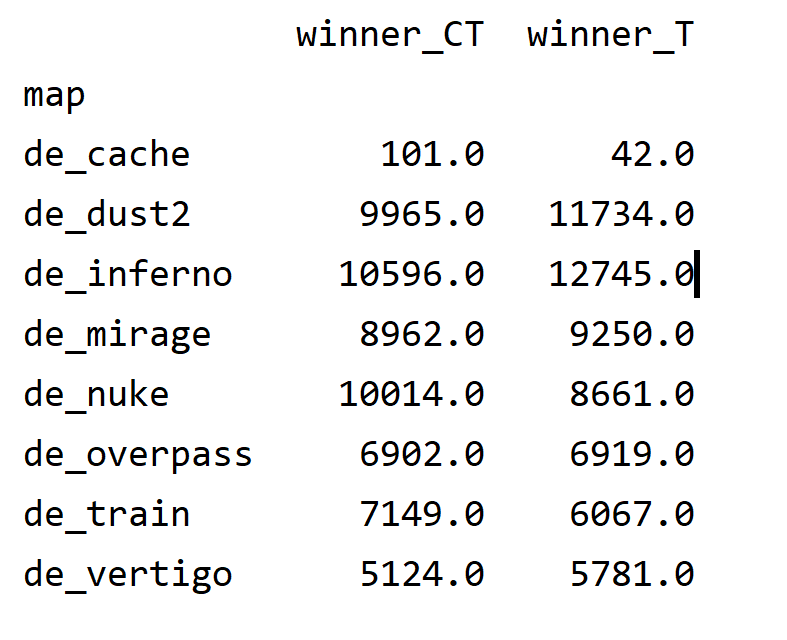 winner_CT winner_T
map
de_cache 101.0 42.0
de_dust2 9965.0 11734.0
de_inferno 10596.0 12745.0
de_mirage 8962.0 9250.0
de_nuke 10014.0 8661.0
de_overpass 6902.0 6919.0
de_train 7149.0 6067.0
de_vertigo 5124.0 5781.0